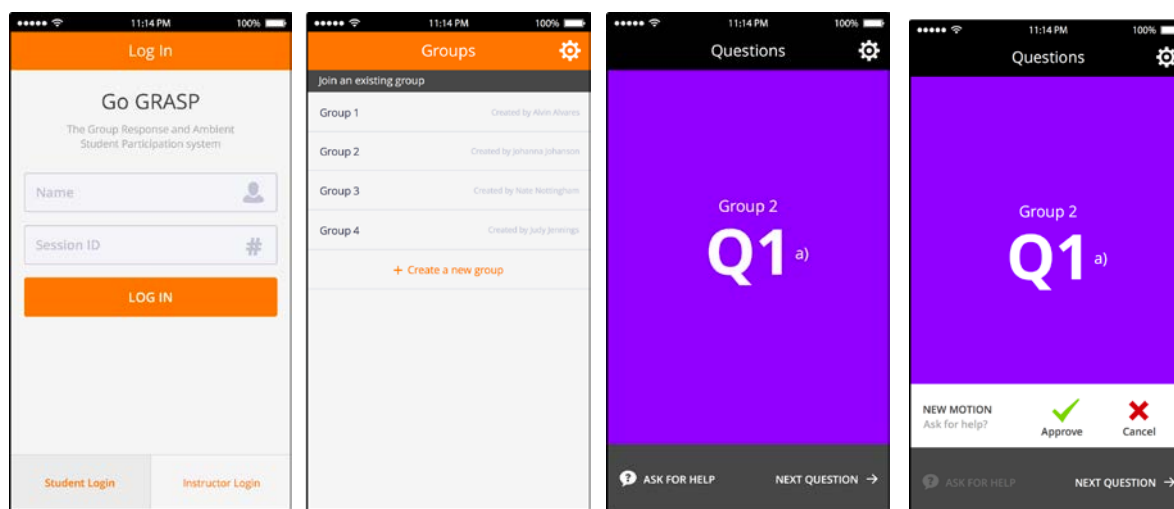 11:14 PM 100%
Log In
Go GRASP
The Group Response and Ambient
Student Participation system
Name
Session ID #
LOG IN
Student Login Instructor Login
11:14 PM 100%
Groups
Join an existing group
Group 1 Created by Alvin Alvares
Group 2 Created by Johanna Johanson
Group 3 Created by Nate Nottingham
Group 4 Created by Judy Jennings
+ Create a new group
11:14 PM 100%
Questions
Group 2
Q1 a)
? ASK FOR HELP NEXT QUESTION →
11:14 PM 100%
Questions
Group 2
Q1 a)
NEW MOTION
Ask for help?
Approve Cancel
? ASK FOR HELP NEXT QUESTION →